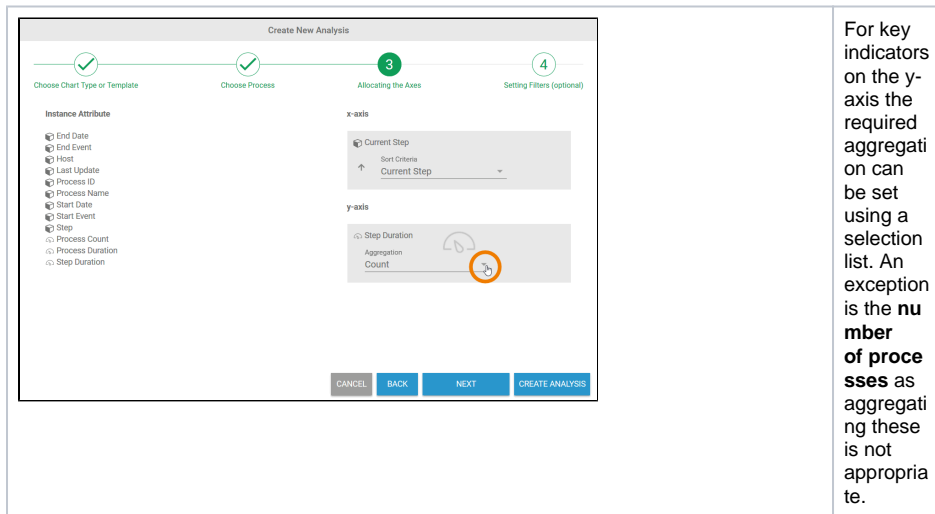 Create New Analysis
3
4
Choose Chart Type or Template
Choose Process
Allocating the Axes
Setting Filters (optional)
Instance Attribute
End Date
End Event
Host
Last Update
Process ID
Process Name
Start Date
Start Event
Step
Process Count
Process Duration
Step Duration
x-axis
Current Step
Sort Criteria
Current Step
y-axis
Step Duration
Aggregation
Count
CANCEL
BACK
NEXT
CREATE ANALYSIS
For key
indicators
on the y-
axis the
required
aggregati
on can
be set
using a
selection
list. An
exception
is the nu
mber
of proce
sses as
aggregati
ng these
is not
appropria
te.